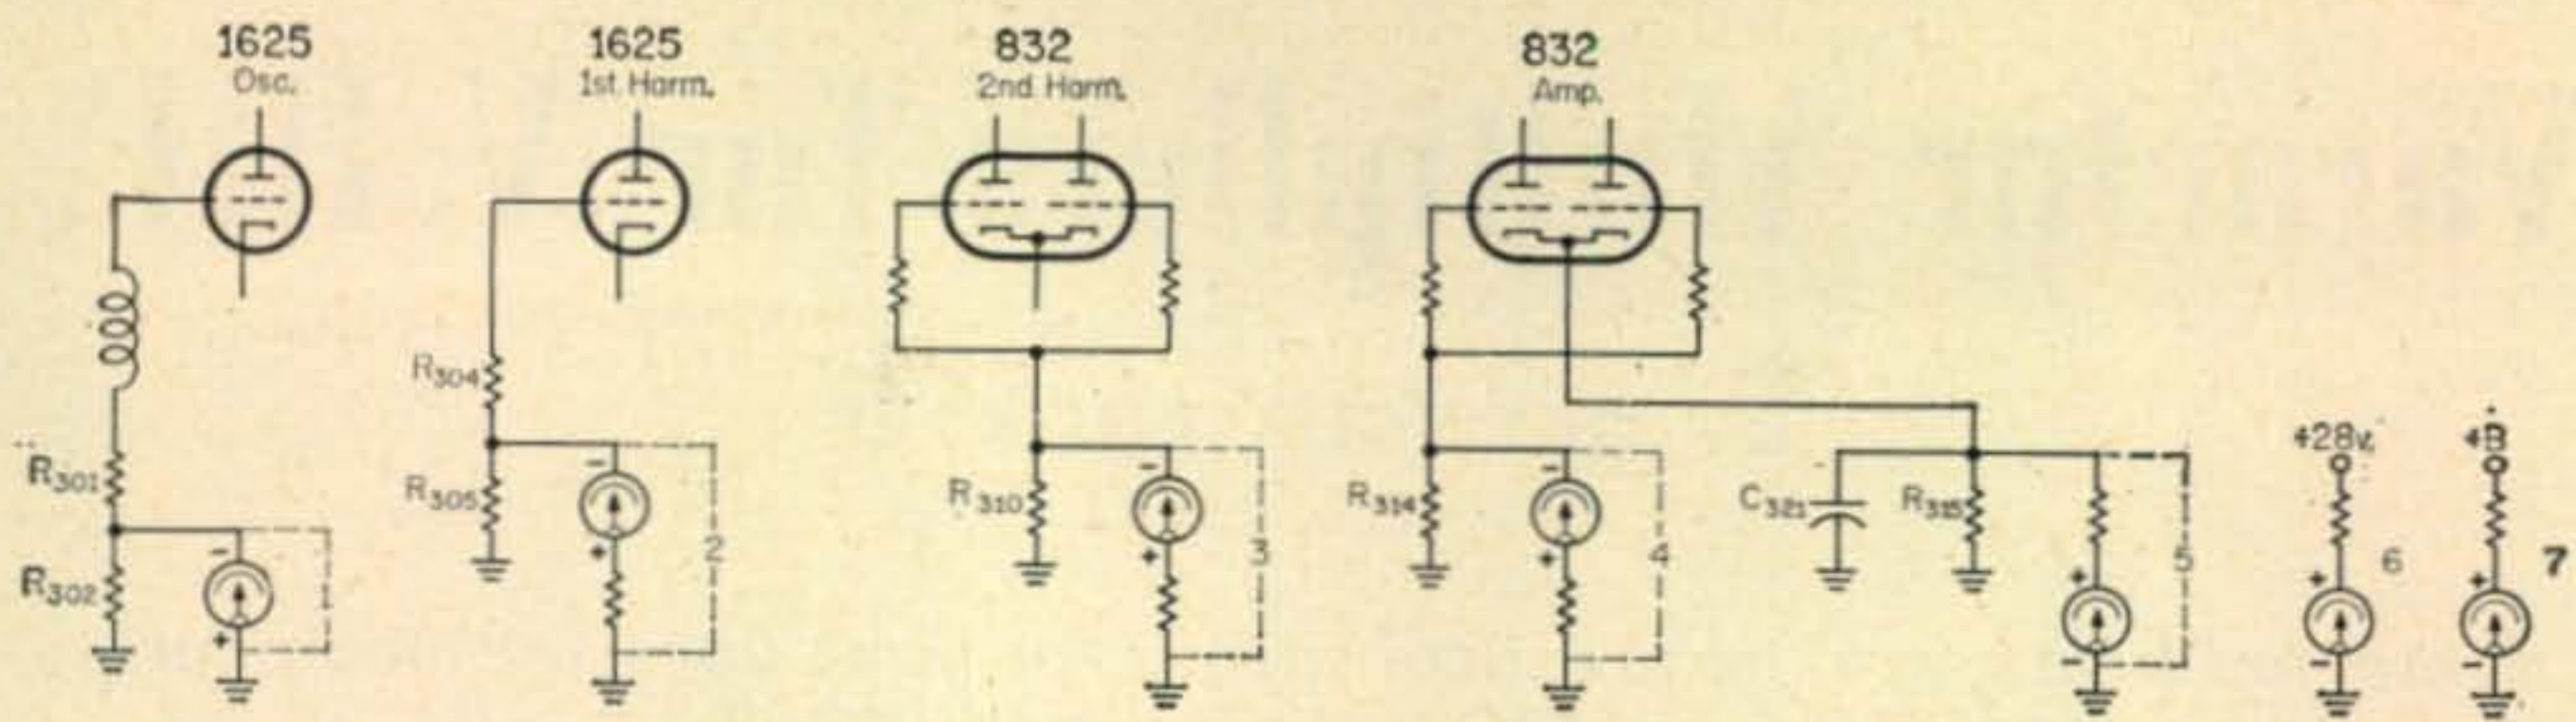 1625
Osc.
1625
1st Harm.
832
2nd Harm.
832
Amp.
R304
+28v.
+B
R301
R305
R310
R314
C321
R315
2
3
4
5
6
7
R302